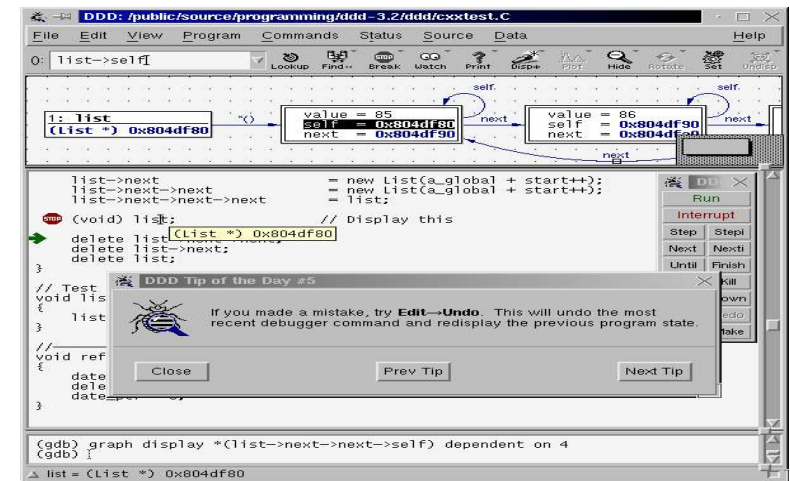 DDD: /public/source/programming/ddd-3.2/ddd/cxxtest.C
File Edit View Program Commands Status Source Data Help
0: list->self
Lookup Find.. Break Watch Print Disp* Plot Hide Rotate Set Undisp
1: list
(List *) 0x804df80
*()
value = 85
self = 0x804df80
next = 0x804df90
self
next
value = 86
self = 0x804df90
next =
self
next
next
list->next = new List(a_global + start++);
list->next->next = new List(a_global + start++);
list->next->next->next = list;
STOP (void) list; // Display this
(List *) 0x804df80
delete list
delete list->next;
delete list;
}
// Test
void lis
{
list
}
//
void ref
{
date
dele
date
}
DDD
Run
Interrupt
Step Stepi
Next Nexti
Until Finish
Kill
own
edo
Make
DDD Tip of the Day #5
If you made a mistake, try Edit→Undo. This will undo the most
recent debugger command and redisplay the previous program state.
Close Prev Tip Next Tip
(gdb) graph display *(list->next->next->self) dependent on 4
(gdb)
list = (List *) 0x804df80